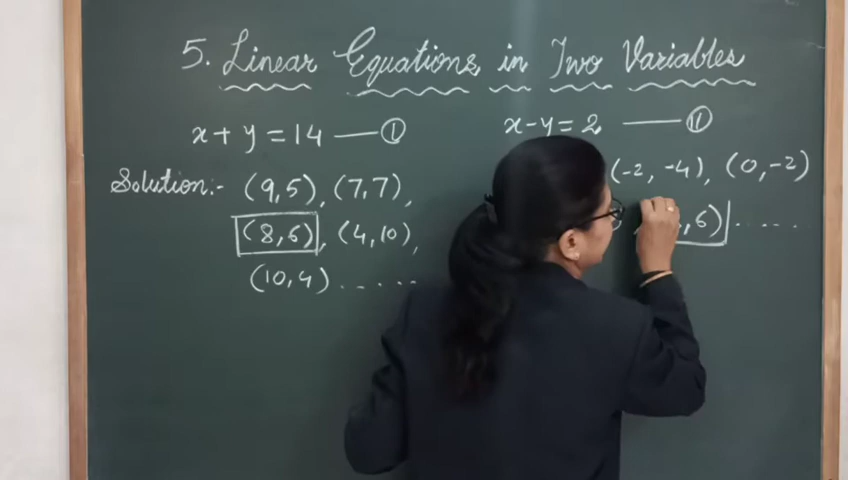 5. Linear Equations in Two Variables
x + y = 14 — ①
x - y = 2 — ⑪
Solution:- (9,5), (7,7),
(8,6), (4,10),
(10,4) ......
(-2, -4), (0, -2)
,6) .....